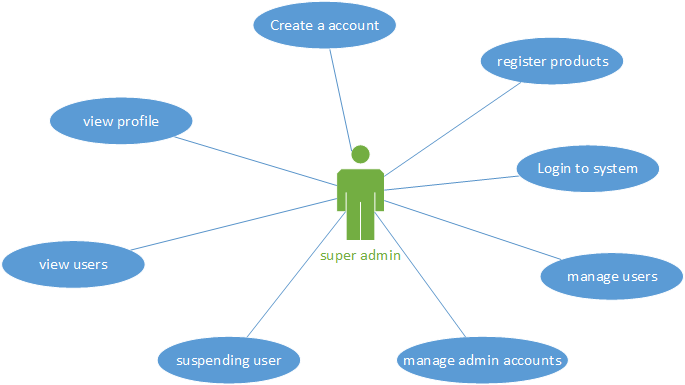 Create a account
register products
view profile
Login to system
super admin
view users
manage users
suspending user
manage admin accounts